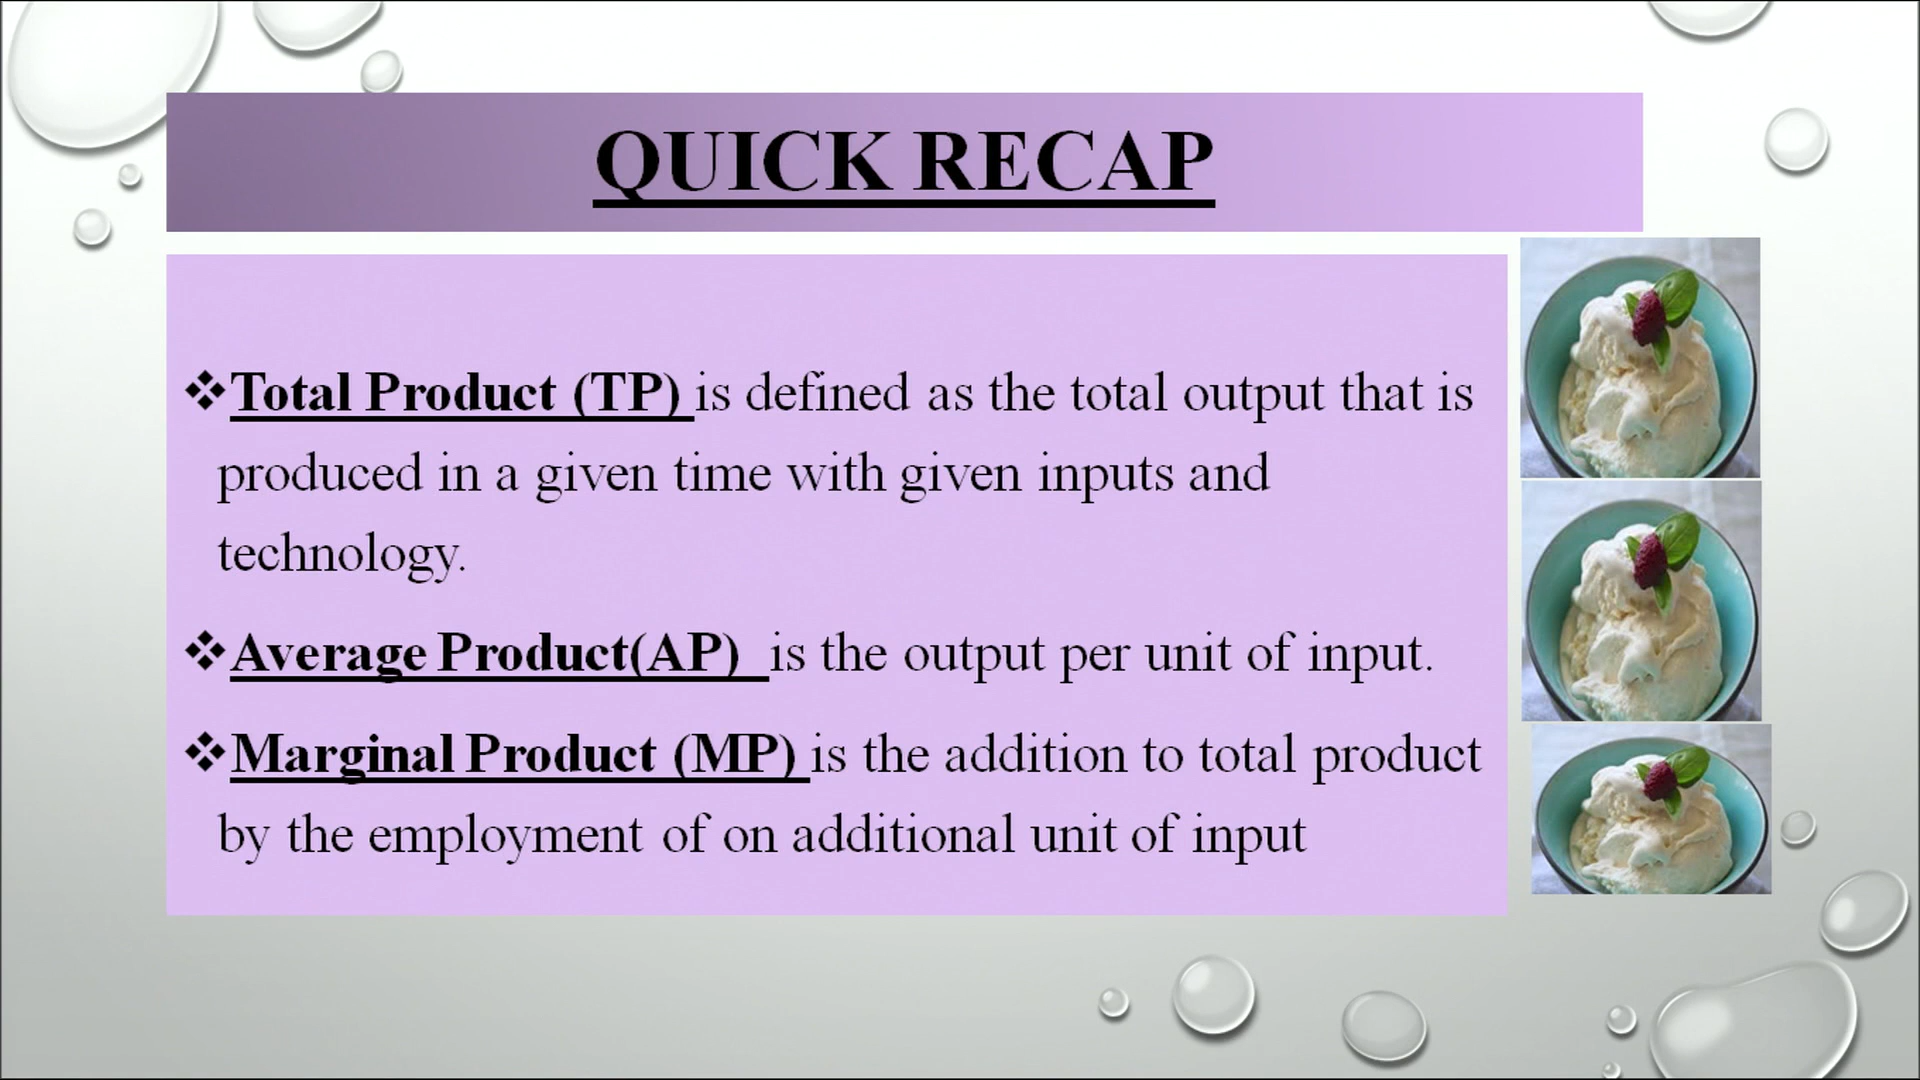 QUICK RECAP
❖Total Product (TP) is defined as the total output that is
produced in a given time with given inputs and
technology.
❖Average Product(AP) is the output per unit of input.
❖Marginal Product (MP) is the addition to total product
by the employment of on additional unit of input